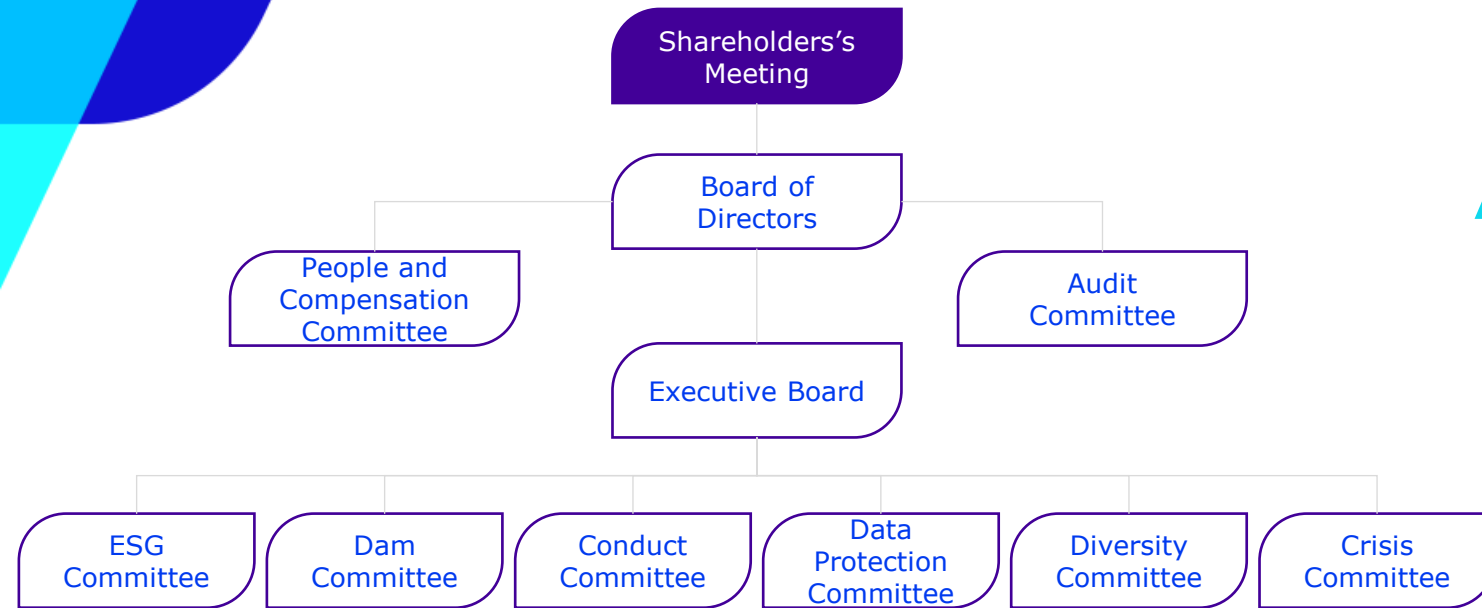 Shareholders’s
Meeting
Board of
Directors
People and
Compensation
Committee
Audit
Committee
Executive Board
ESG
Committee
Dam
Committee
Conduct
Committee
Data
Protection
Committee
Diversity
Committee
Crisis
Committee